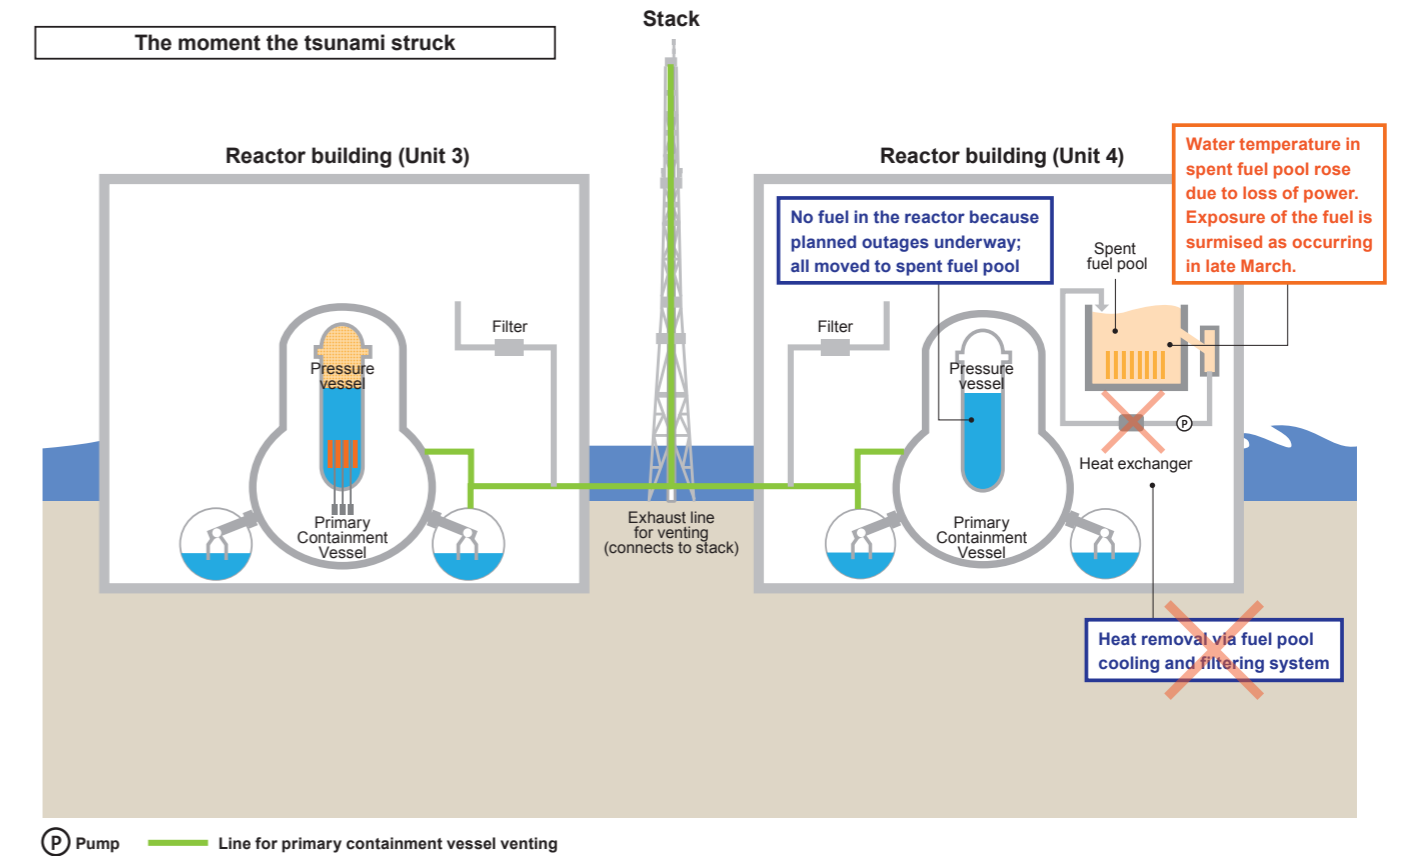 Stack
The moment the tsunami struck
Reactor building (Unit 3)
Reactor building (Unit 4)
Water temperature in
spent fuel pool rose
due to loss of power.
Exposure of the fuel is
surmised as occurring
in late March.
No fuel in the reactor because
planned outages underway;
all moved to spent fuel pool
Spent
fuel pool
Filter
Filter
Pressure
vessel
Pressure
vessel
P
Heat exchanger
Primary
Containment
Vessel
Exhaust line
for venting
(connects to stack)
Primary
Containment
Vessel
Heat removal via fuel pool
cooling and filtering system
P Pump
Line for primary containment vessel venting